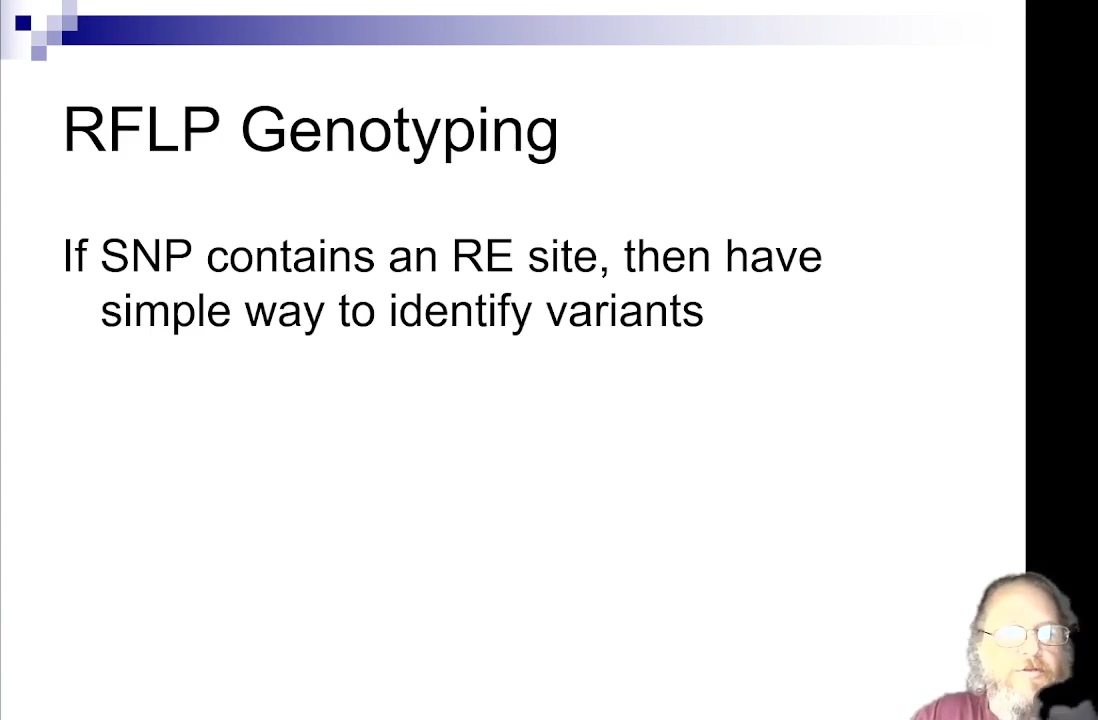 RFLP Genotyping
If SNP contains an RE site, then have
simple way to identify variants